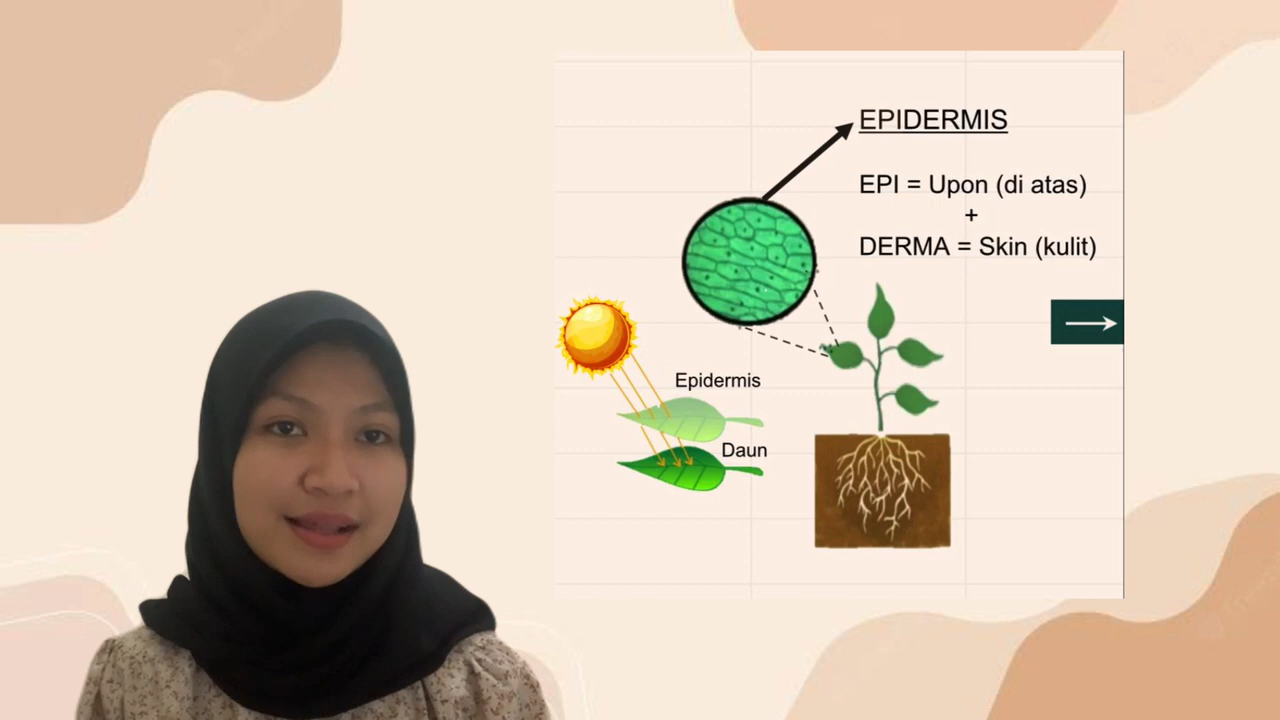 EPIDERMIS
EPI = Upon (di atas)
+
DERMA = Skin (kulit)
Epidermis
Daun